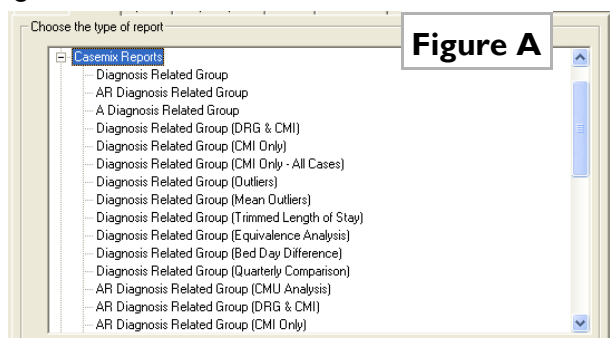 Choose the type of report
Figure A
Casemix Reports
Diagnosis Related Group
AR Diagnosis Related Group
A Diagnosis Related Group
Diagnosis Related Group (DRG & CMI)
Diagnosis Related Group (CMI Only)
Diagnosis Related Group (CMI Only - All Cases)
Diagnosis Related Group (Outliers)
Diagnosis Related Group (Mean Outliers)
Diagnosis Related Group (Trimmed Length of Stay)
Diagnosis Related Group (Equivalence Analysis)
Diagnosis Related Group (Bed Day Difference)
Diagnosis Related Group (Quarterly Comparison)
AR Diagnosis Related Group (CMU Analysis)
AR Diagnosis Related Group (DRG & CMI)
AR Diagnosis Related Group (CMI Only)